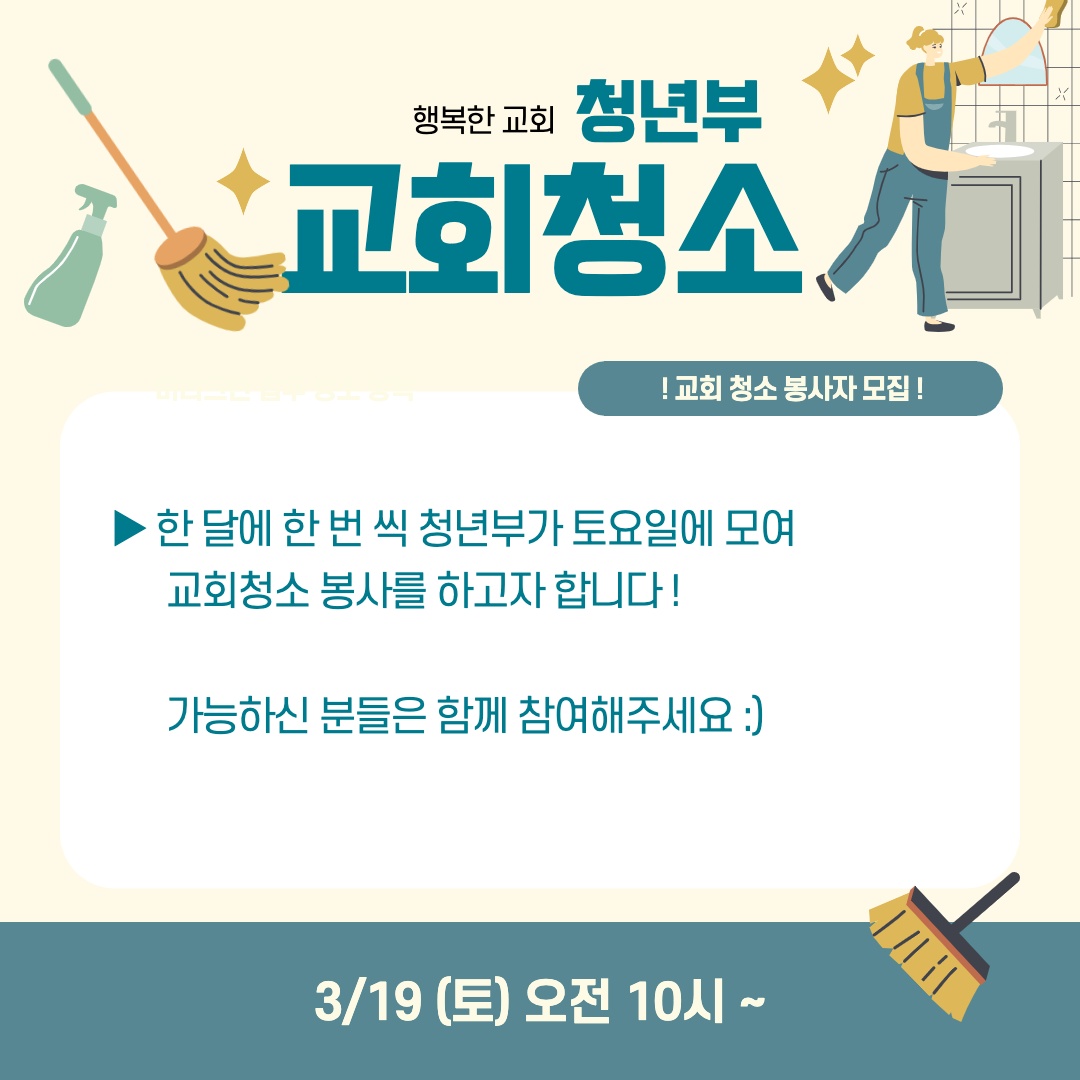 행복한 교회 청년부
교회청소
! 교회 청소 봉사자 모집 !
▶ 한 달에 한 번 씩 청년부가 토요일에 모여
교회청소 봉사를 하고자 합니다 !
가능하신 분들은 함께 참여해주세요 :)
3/19 (토) 오전 10시 ~